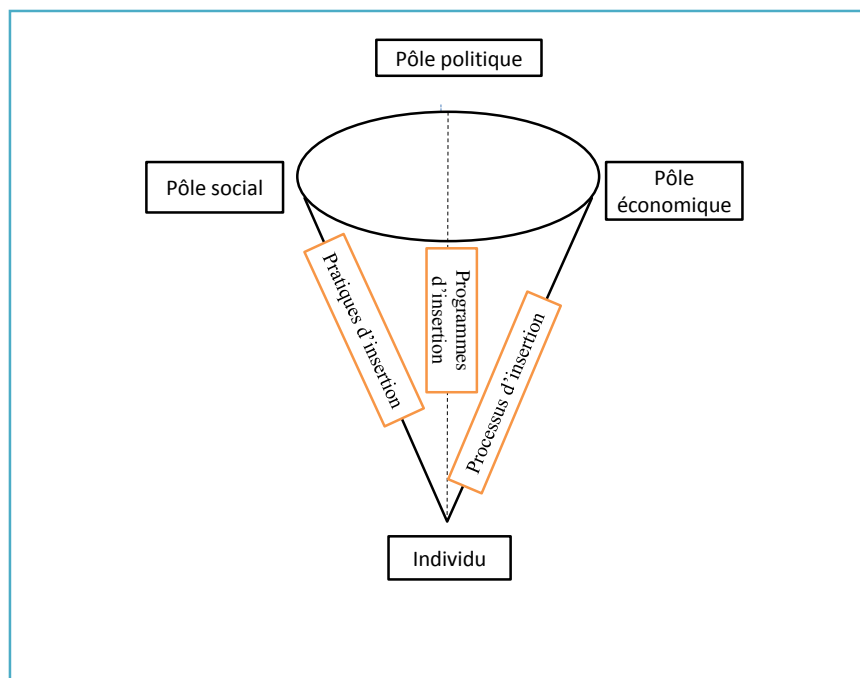 Pôle politique
Pôle social
Pôle
économique
Pratiques d’insertion
Programmes
d’insertion
Processus d’insertion
Individu